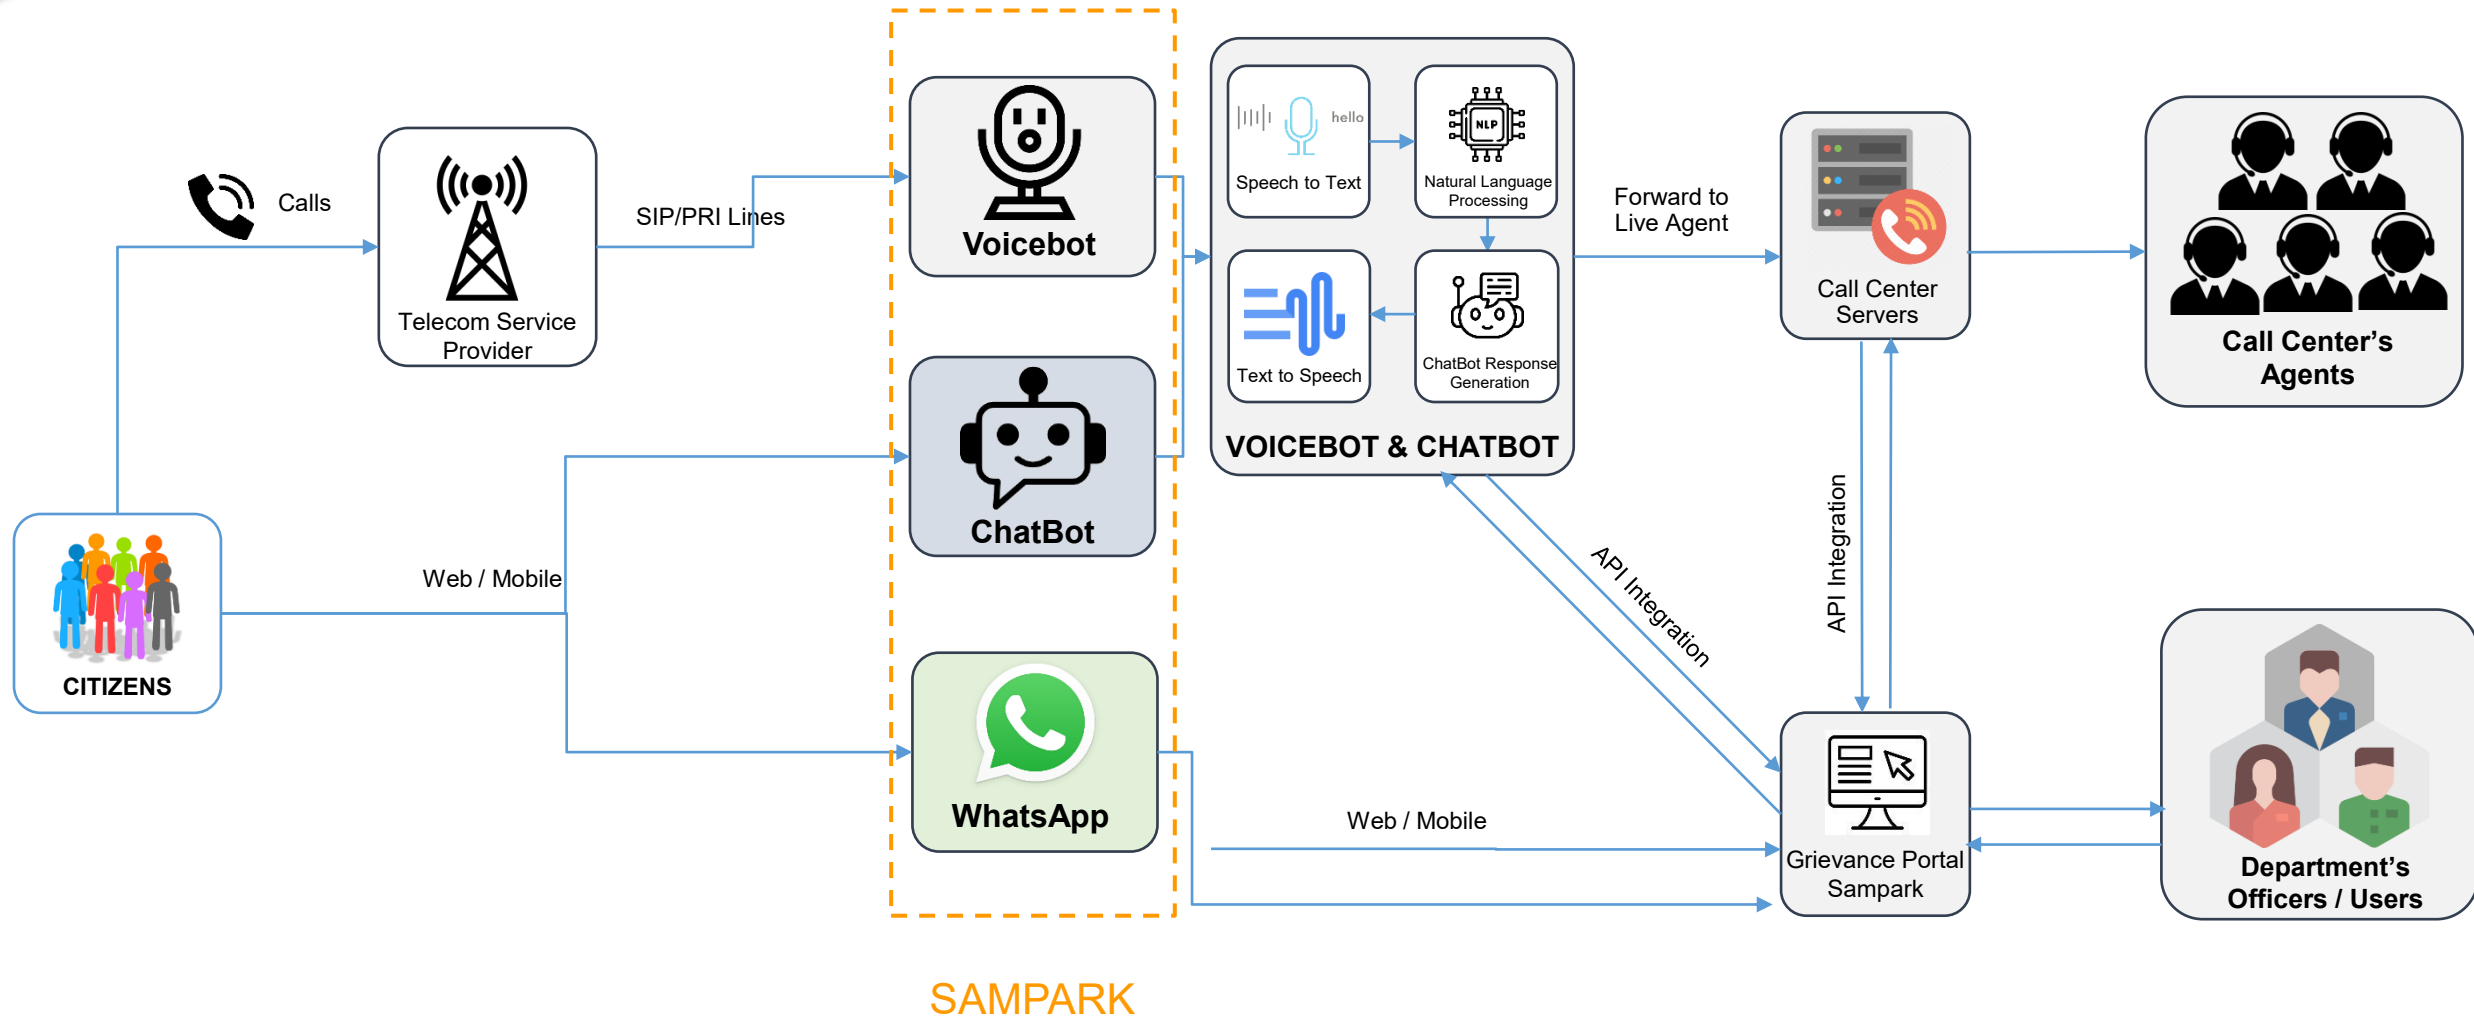 Calls
Telecom Service
Provider
SIP/PRI Lines
CITIZENS
Web / Mobile
Voicebot
ChatBot
WhatsApp
SAMPARK
hello
Speech to Text
NLP
Natural Language
Processing
Text to Speech
ChatBot Response
Generation
VOICEBOT & CHATBOT
Forward to
Live Agent
Call Center
Servers
Call Center’s
Agents
API Integration
API Integration
Web / Mobile
Grievance Portal
Sampark
Department’s
Officers / Users